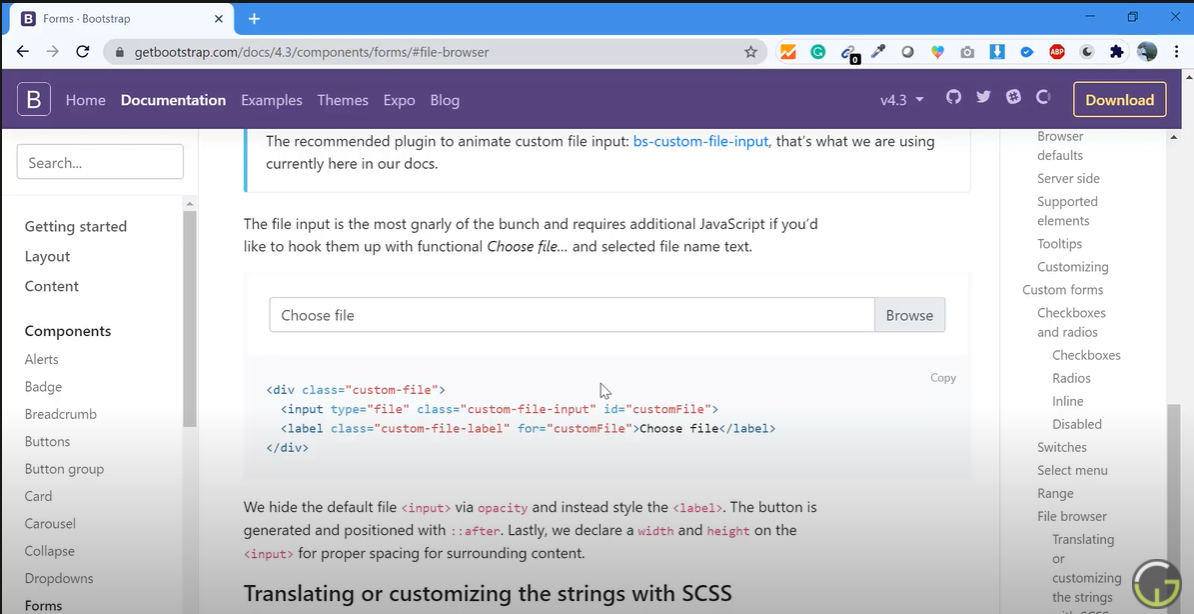 Forms · Bootstrap
getbootstrap.com/docs/4.3/components/forms/#file-browser
0
ABP
B
Home
Documentation
Examples
Themes
Expo
Blog
v4.3
Download
Search...
Getting started
Layout
Content
Components
Alerts
Badge
Breadcrumb
Buttons
Button group
Card
Carousel
Collapse
Dropdowns
Forms
The recommended plugin to animate custom file input: bs-custom-file-input, that’s what we are using
currently here in our docs.
The file input is the most gnarly of the bunch and requires additional JavaScript if you’d
like to hook them up with functional Choose file... and selected file name text.
Choose file
Browse
Copy
<div class="custom-file">
<input type="file" class="custom-file-input" id="customFile">
<label class="custom-file-label" for="customFile">Choose file</label>
</div>
We hide the default file <input> via opacity and instead style the <label>. The button is
generated and positioned with ::after. Lastly, we declare a width and height on the
<input> for proper spacing for surrounding content.
Translating or customizing the strings with SCSS
Browser
defaults
Server side
Supported
elements
Tooltips
Customizing
Custom forms
Checkboxes
and radios
Checkboxes
Radios
Inline
Disabled
Switches
Select menu
Range
File browser
Translating
or
customizing
the strings
with SCSS